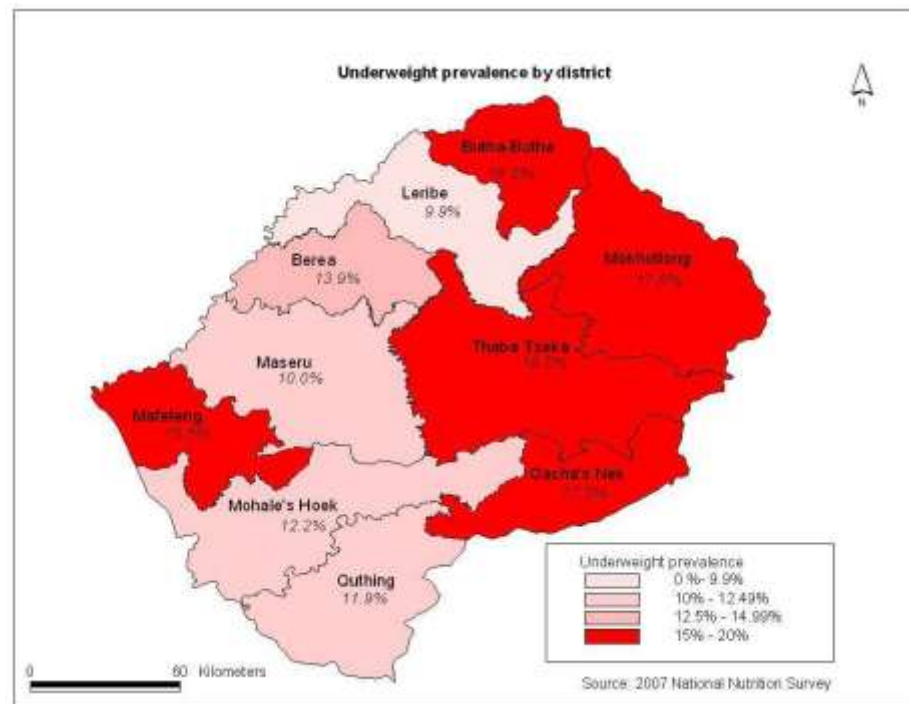 Underweight prevalence by district
N
Butha-Buthe
Leribe
9.9%
Mokhotlong
Berea
13.9%
Thaba Tseka
Maseru
10.0%
Mafeteng
Qacha's Nek
Mohale's Hoek
12.2%
Quthing
11.9%
Underweight prevalence
0 %- 9.9%
10% - 12.49%
12.5% - 14.99%
15% - 20%
0 60 Kilometers
Source: 2007 National Nutrition Survey